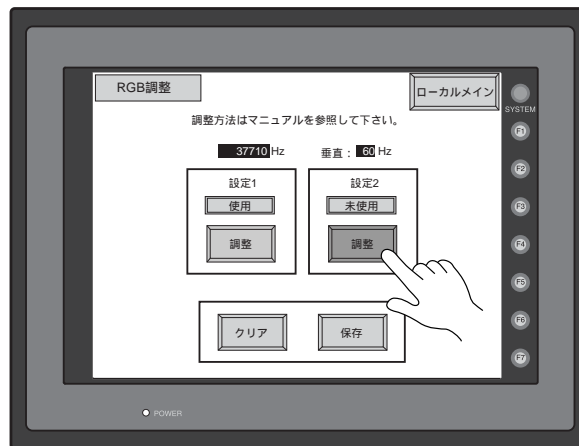 RGB調整
ローカルメイン
SYSTEM
調整方法はマニュアルを参照して下さい。
37710 Hz 垂直： 60 Hz
設定1
使用
調整
設定2
未使用
調整
クリア
保存
F1
F2
F3
F4
F5
F6
F7
POWER